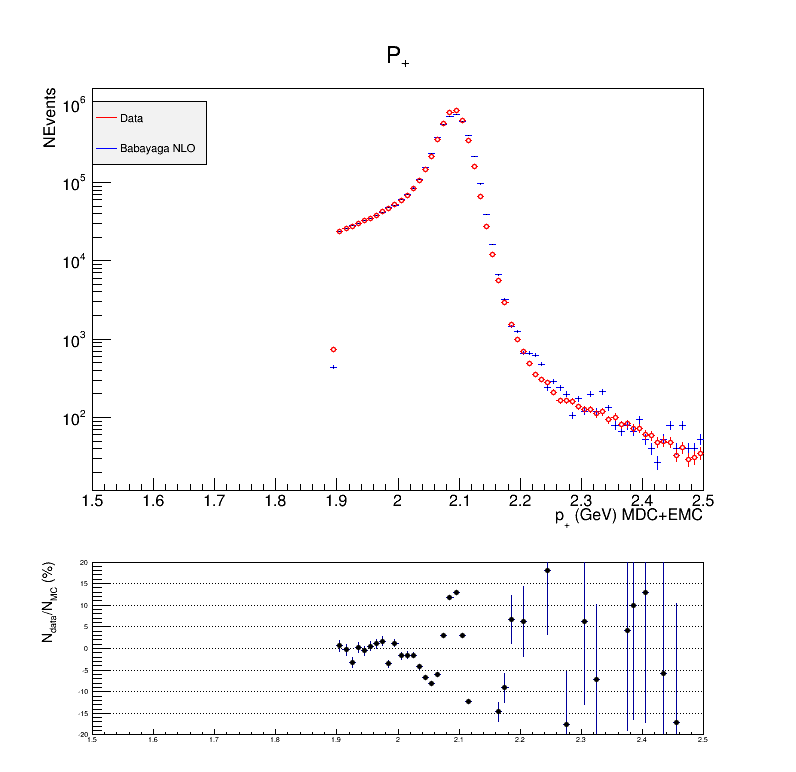 P+
NEvents
10^6
10^5
10^4
10^3
10^2
Data
Babayaga NLO
1.5 1.6 1.7 1.8 1.9 2 2.1 2.2 2.3 2.4 2.5
p+ (GeV) MDC+EMC
N_data/N_MC (%)
20
15
10
5
0
-5
-10
-15
-20
1.5 1.6 1.7 1.8 1.9 2 2.1 2.2 2.3 2.4 2.5